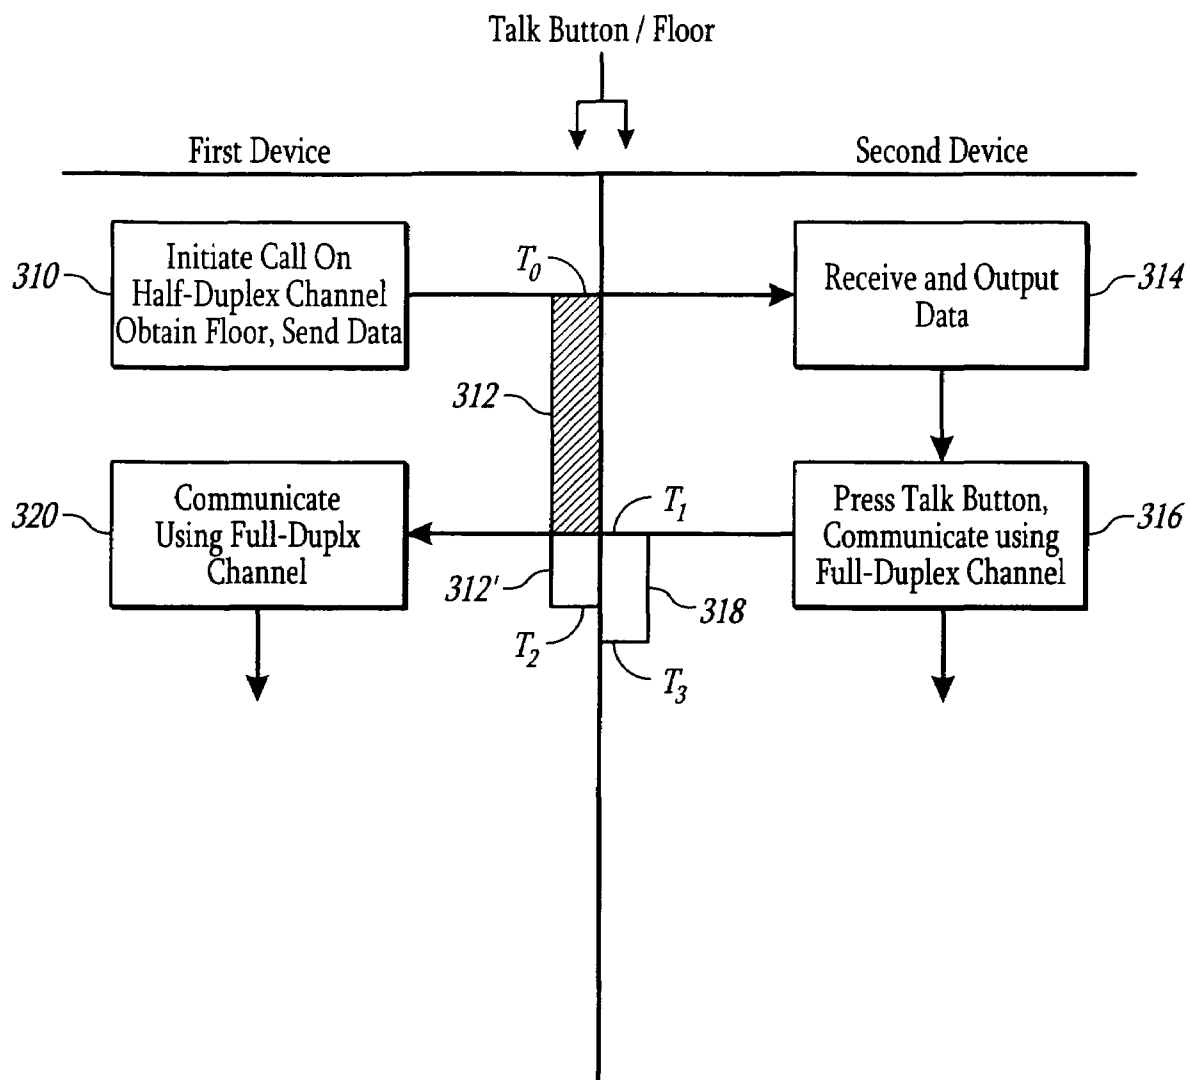 Talk Button / Floor
First Device
Second Device
310
Initiate Call On
Half-Duplex Channel
Obtain Floor, Send Data
T0
Receive and Output
Data
314
312
320
Communicate
Using Full-Duplx
Channel
T1
Press Talk Button,
Communicate using
Full-Duplex Channel
316
312'
318
T2
T3